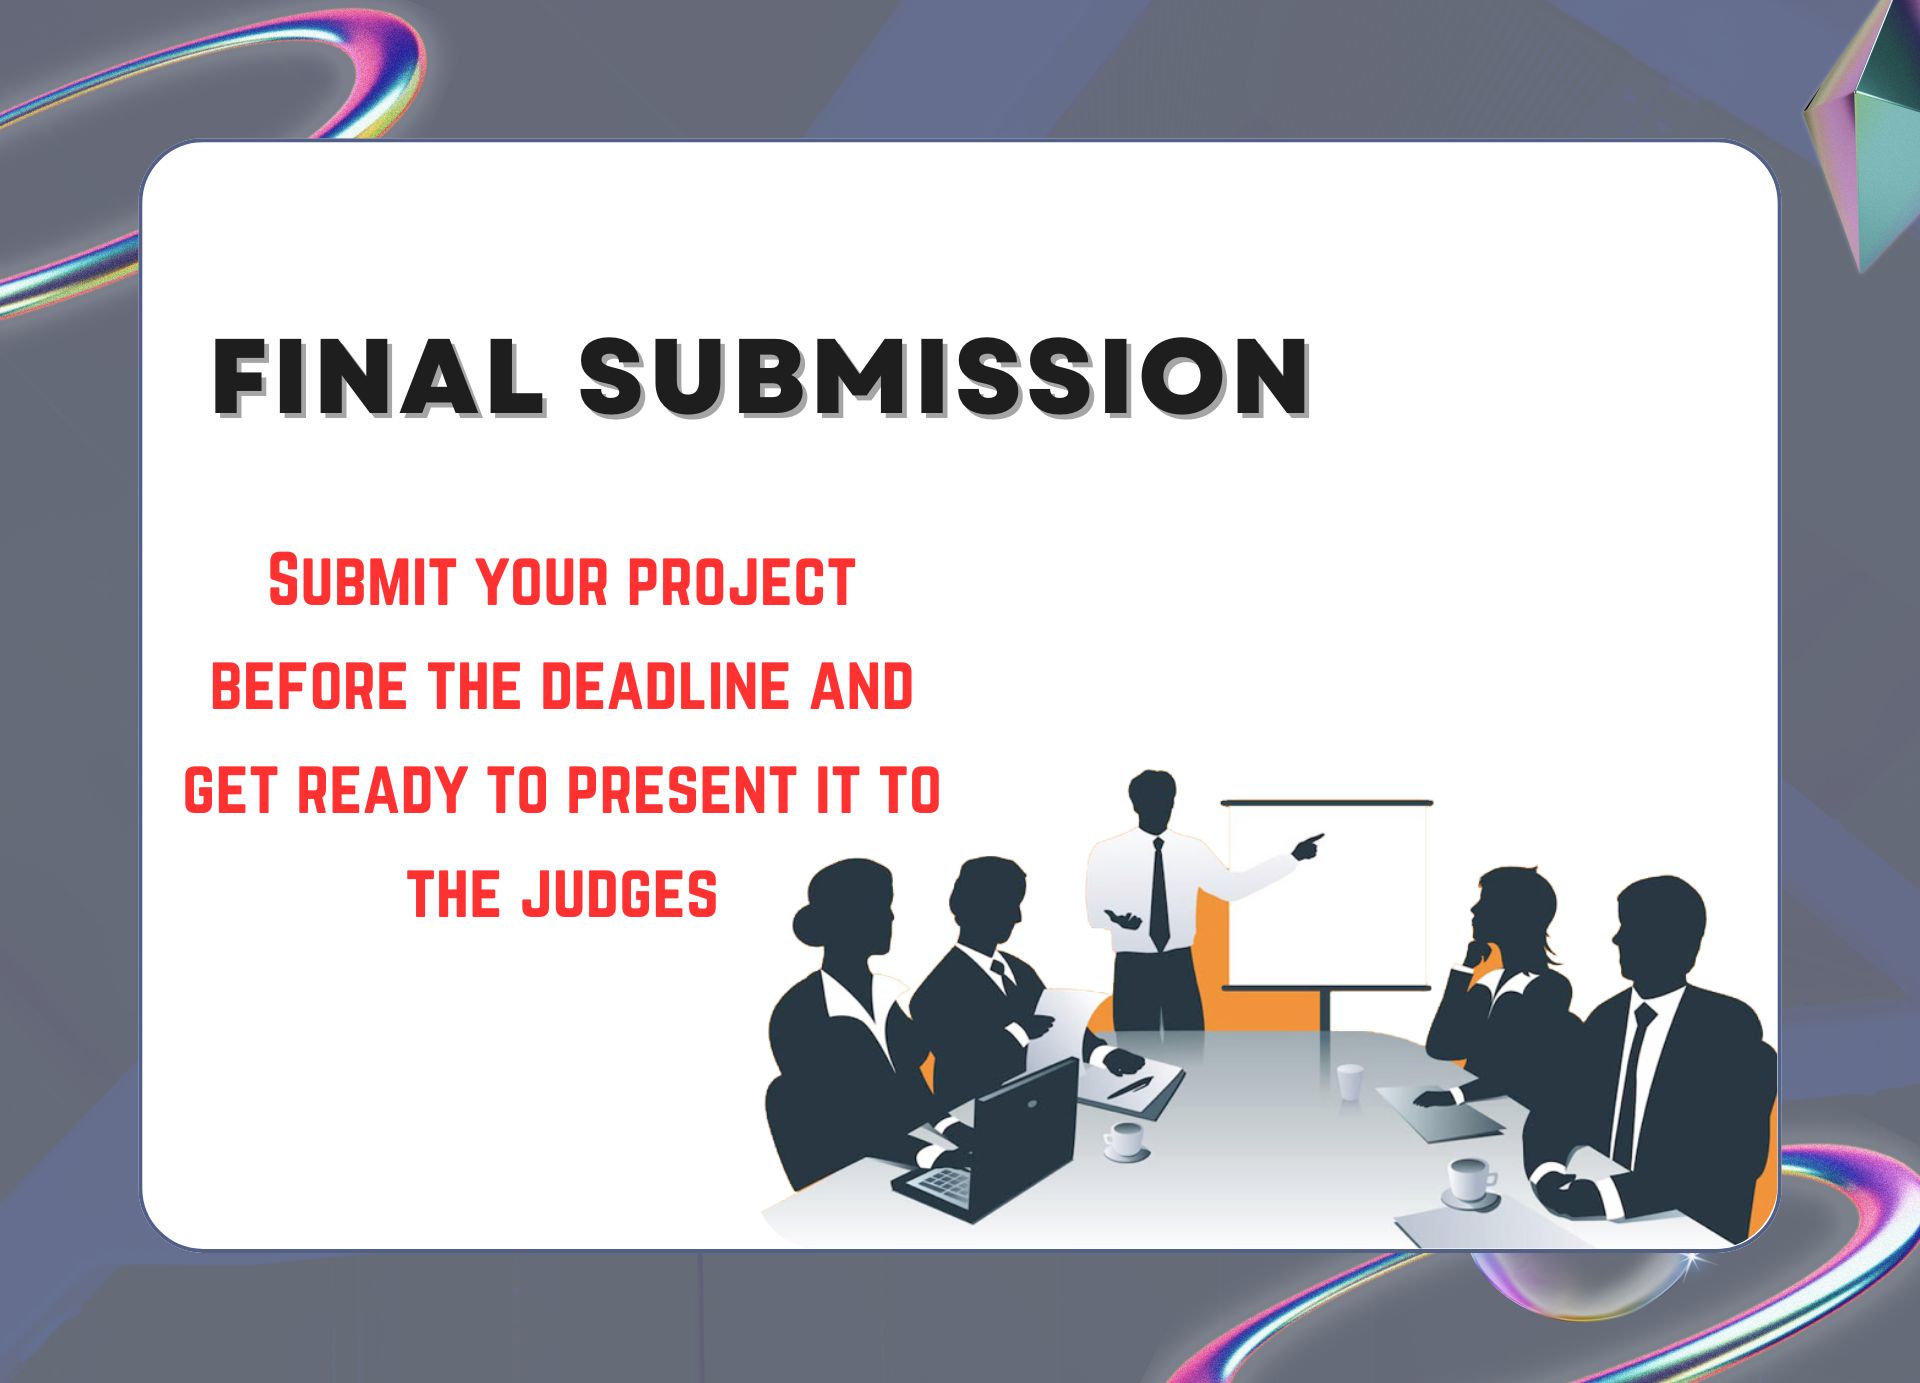 FINAL SUBMISSION
Submit your project
before the deadline and
get ready to present it to
the judges